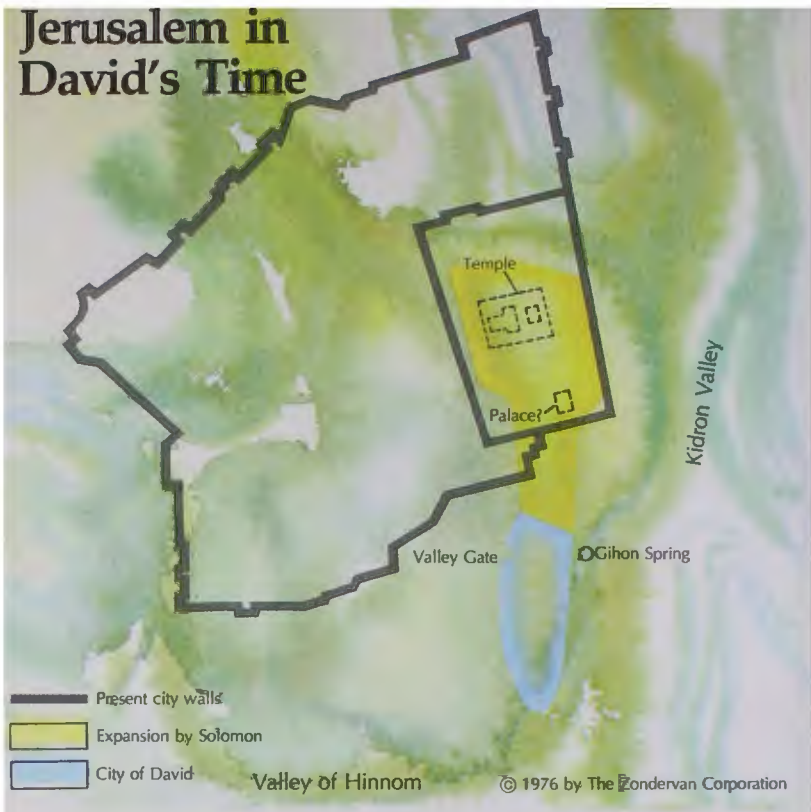 Jerusalem in
David's Time
Temple
Palace?
Kidron Valley
Valley Gate
Gihon Spring
Present city walls
Expansion by Solomon
City of David
Valley of Hinnom
© 1976 by The Zondervan Corporation